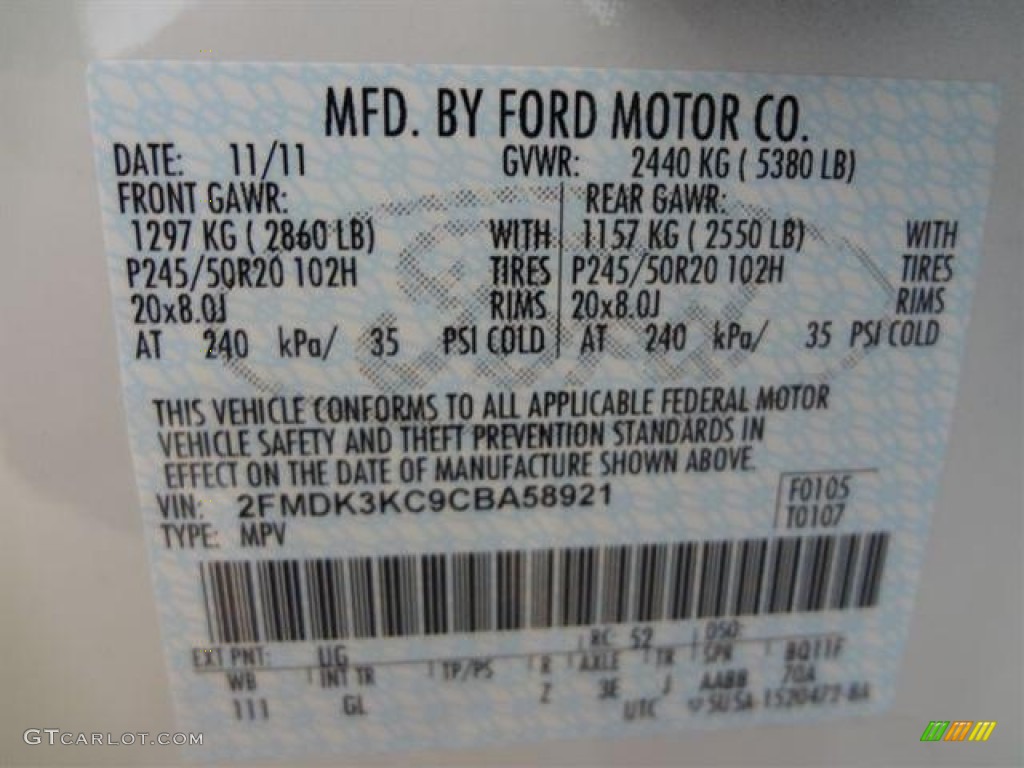 MFD. BY FORD MOTOR CO.
DATE: 11/11 GVWR: 2440 KG ( 5380 LB)
FRONT GAWR: REAR GAWR:
1297 KG ( 2860 LB) WITH 1157 KG ( 2550 LB) WITH
P245/50R20 102H TIRES P245/50R20 102H TIRES
20x8.0J RIMS 20x8.0J RIMS
AT 240 kPa/ 35 PSI COLD AT 240 kPa/ 35 PSI COLD
THIS VEHICLE CONFORMS TO ALL APPLICABLE FEDERAL MOTOR
VEHICLE SAFETY AND THEFT PREVENTION STANDARDS IN
EFFECT ON THE DATE OF MANUFACTURE SHOWN ABOVE.
VIN: 2FMDK3KC9CBA58921 F0105
T0107
TYPE: MPV
RC: 52 DSO:
EXT PNT: UG
WB INT TR TP/PS R AXLE TR SPR BQ11F
111 GL 2 3E J AABB 70A
UTC
GTCARLOT.COM